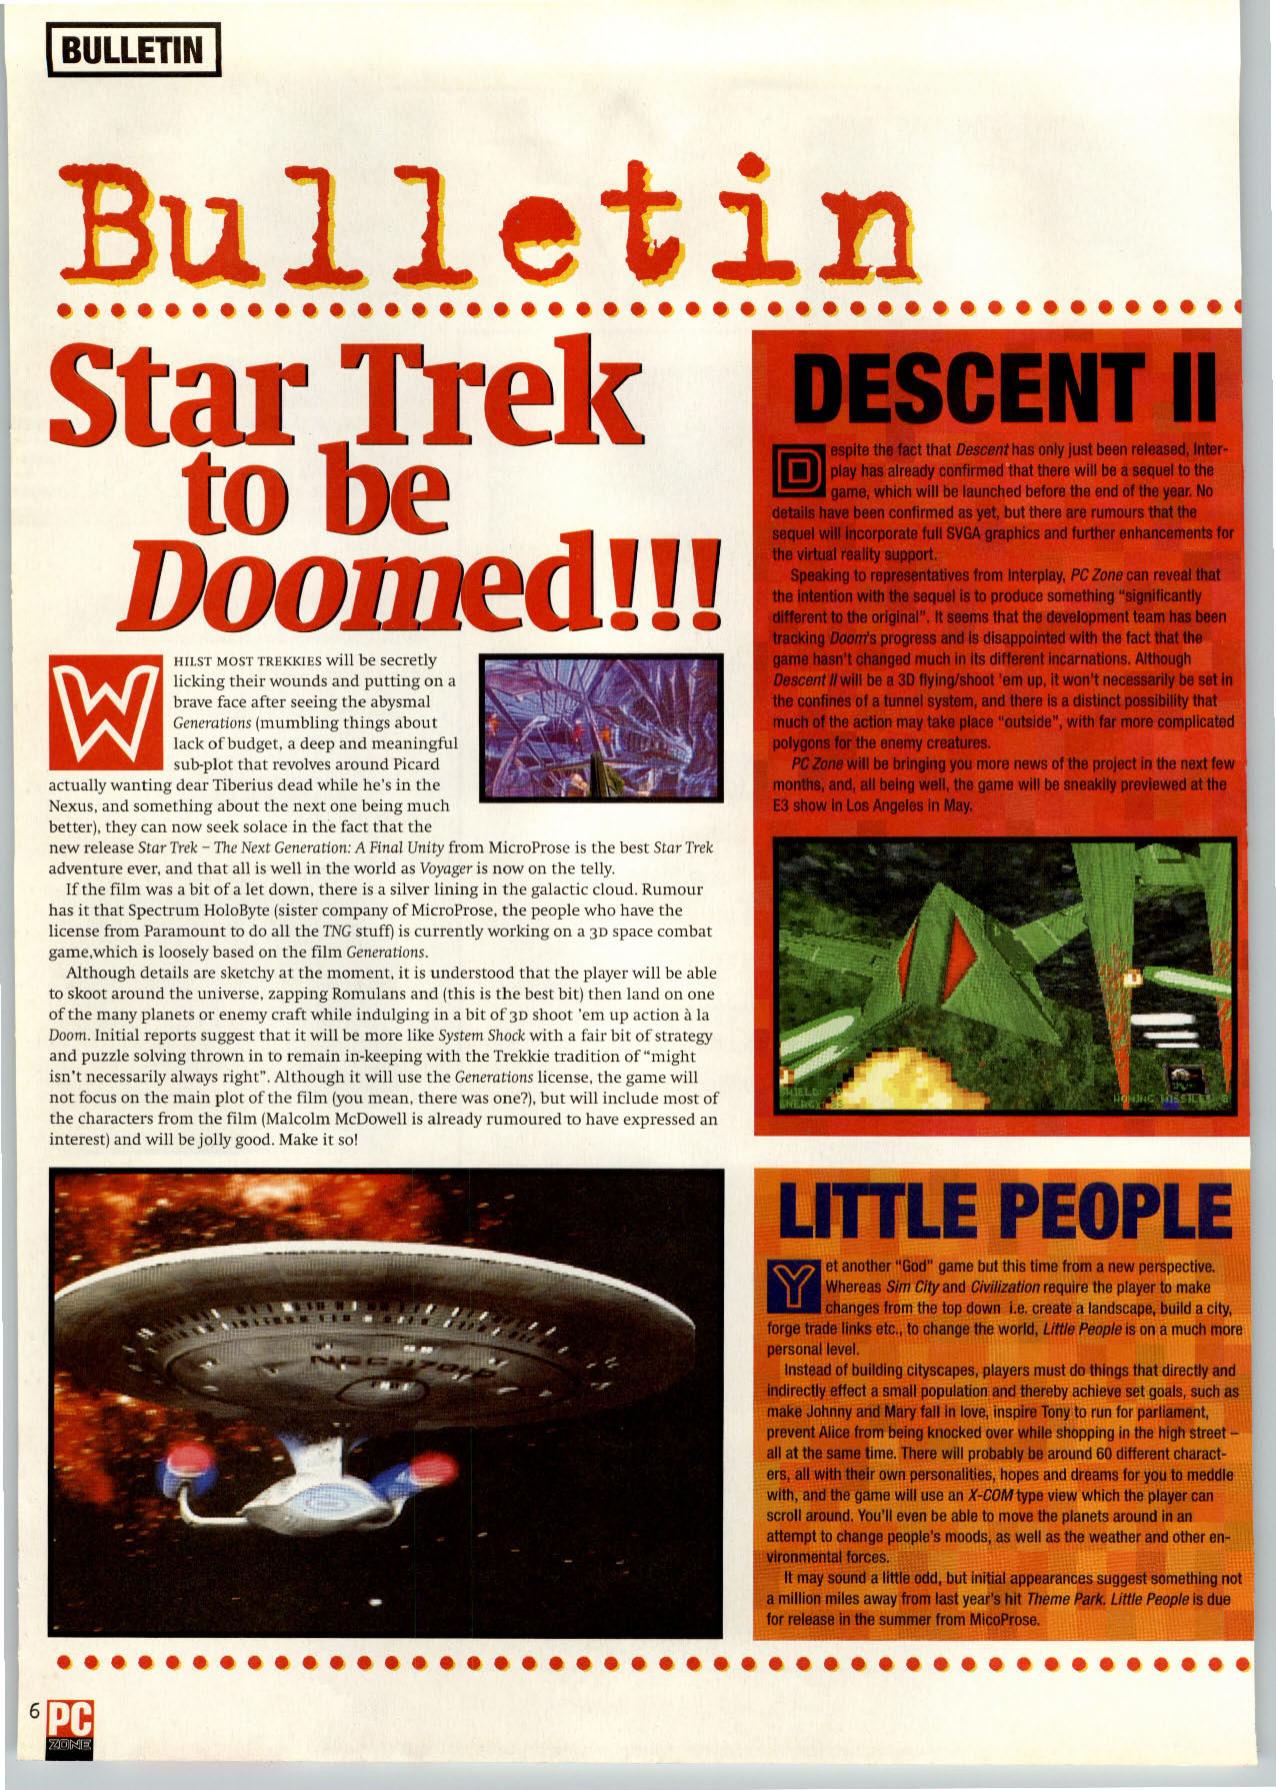 BULLETIN
Bulletin
Star Trek
to be
Doomed!!!
WHILST MOST TREKKIES will be secretly
licking their wounds and putting on a
brave face after seeing the abysmal
Generations (mumbling things about
lack of budget, a deep and meaningful
sub-plot that revolves around Picard
actually wanting dear Tiberius dead while he's in the
Nexus, and something about the next one being much
better), they can now seek solace in the fact that the
new release Star Trek – The Next Generation: A Final Unity from MicroProse is the best Star Trek
adventure ever, and that all is well in the world as Voyager is now on the telly.
If the film was a bit of a let down, there is a silver lining in the galactic cloud. Rumour
has it that Spectrum HoloByte (sister company of MicroProse, the people who have the
license from Paramount to do all the TNG stuff) is currently working on a 3D space combat
game,which is loosely based on the film Generations.
Although details are sketchy at the moment, it is understood that the player will be able
to skoot around the universe, zapping Romulans and (this is the best bit) then land on one
of the many planets or enemy craft while indulging in a bit of 3D shoot 'em up action à la
Doom. Initial reports suggest that it will be more like System Shock with a fair bit of strategy
and puzzle solving thrown in to remain in-keeping with the Trekkie tradition of "might
isn't necessarily always right". Although it will use the Generations license, the game will
not focus on the main plot of the film (you mean, there was one?), but will include most of
the characters from the film (Malcolm McDowell is already rumoured to have expressed an
interest) and will be jolly good. Make it so!
DESCENT II
Despite the fact that Descent has only just been released, Inter-
play has already confirmed that there will be a sequel to the
game, which will be launched before the end of the year. No
details have been confirmed as yet, but there are rumours that the
sequel will incorporate full SVGA graphics and further enhancements for
the virtual reality support.
Speaking to representatives from Interplay, PC Zone can reveal that
the intention with the sequel is to produce something "significantly
different to the original". It seems that the development team has been
tracking Doom's progress and is disappointed with the fact that the
game hasn't changed much in its different incarnations. Although
Descent II will be a 3D flying/shoot 'em up, it won't necessarily be set in
the confines of a tunnel system, and there is a distinct possibility that
much of the action may take place "outside", with far more complicated
polygons for the enemy creatures.
PC Zone will be bringing you more news of the project in the next few
months, and, all being well, the game will be sneakily previewed at the
E3 show in Los Angeles in May.
HOMING MISSILES: 8
LITTLE PEOPLE
Yet another "God" game but this time from a new perspective.
Whereas Sim City and Civilization require the player to make
changes from the top down i.e. create a landscape, build a city,
forge trade links etc., to change the world, Little People is on a much more
personal level.
Instead of building cityscapes, players must do things that directly and
indirectly effect a small population and thereby achieve set goals, such as
make Johnny and Mary fall in love, inspire Tony to run for parliament,
prevent Alice from being knocked over while shopping in the high street –
all at the same time. There will probably be around 60 different charact-
ers, all with their own personalities, hopes and dreams for you to meddle
with, and the game will use an X-COM type view which the player can
scroll around. You'll even be able to move the planets around in an
attempt to change people's moods, as well as the weather and other en-
vironmental forces.
It may sound a little odd, but initial appearances suggest something not
a million miles away from last year's hit Theme Park. Little People is due
for release in the summer from MicoProse.
6
PC
ZONE